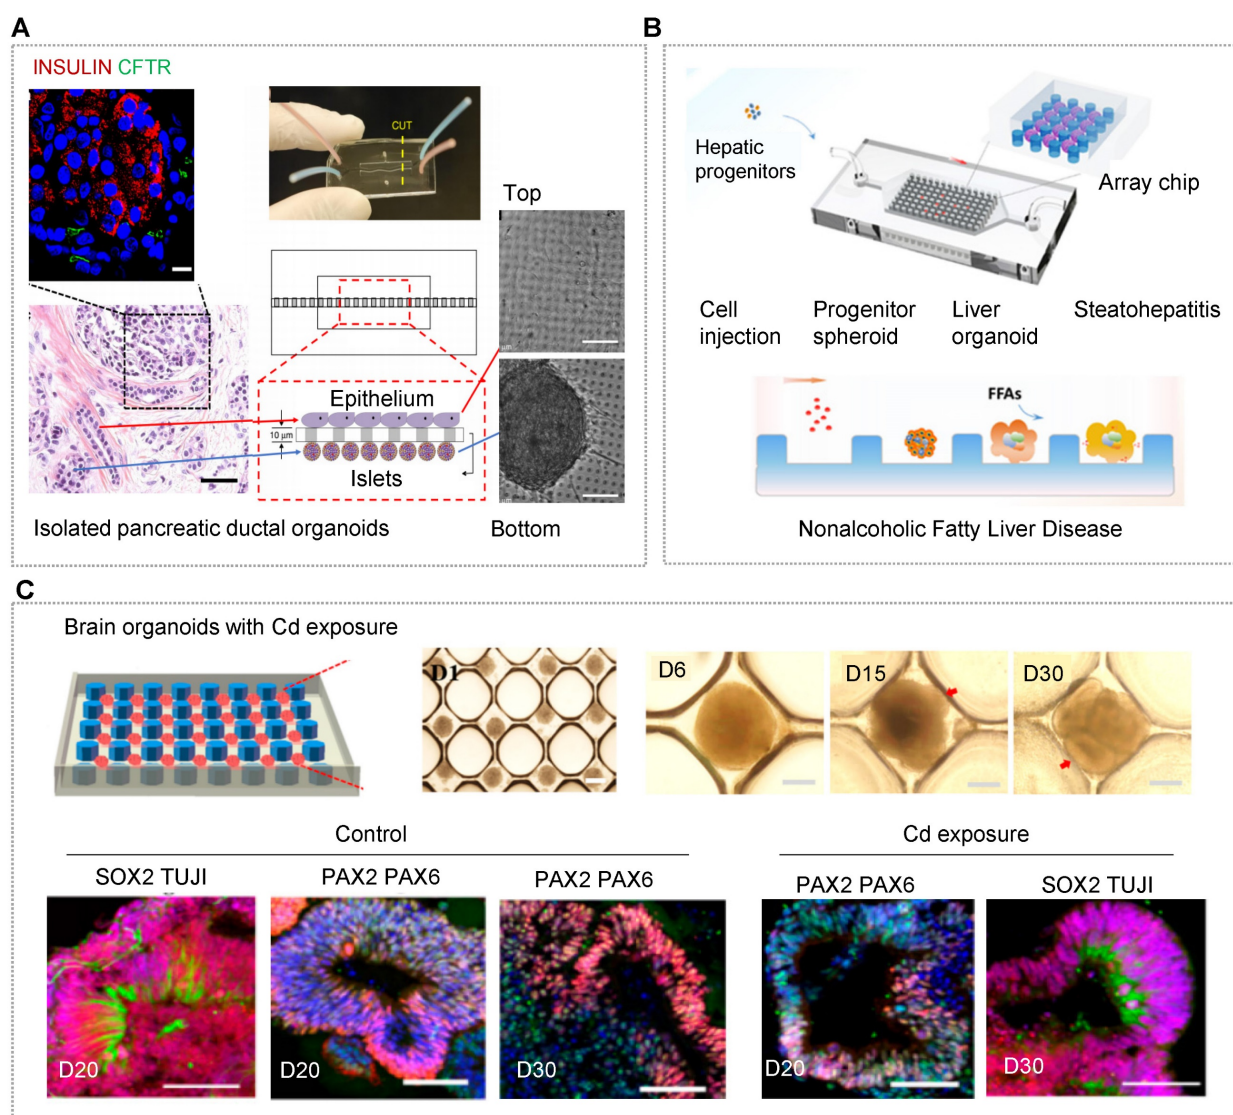 A
INSULIN CFTR
CUT
Top
Epithelium
10 μm
Islets
Isolated pancreatic ductal organoids
Bottom
B
Hepatic
progenitors
Array chip
Cell
injection
Progenitor
spheroid
Liver
organoid
Steatohepatitis
FFAs
Nonalcoholic Fatty Liver Disease
C
Brain organoids with Cd exposure
D1
D6
D15
D30
Control
Cd exposure
SOX2 TUJI
PAX2 PAX6
PAX2 PAX6
PAX2 PAX6
SOX2 TUJI
D20
D20
D30
D20
D30